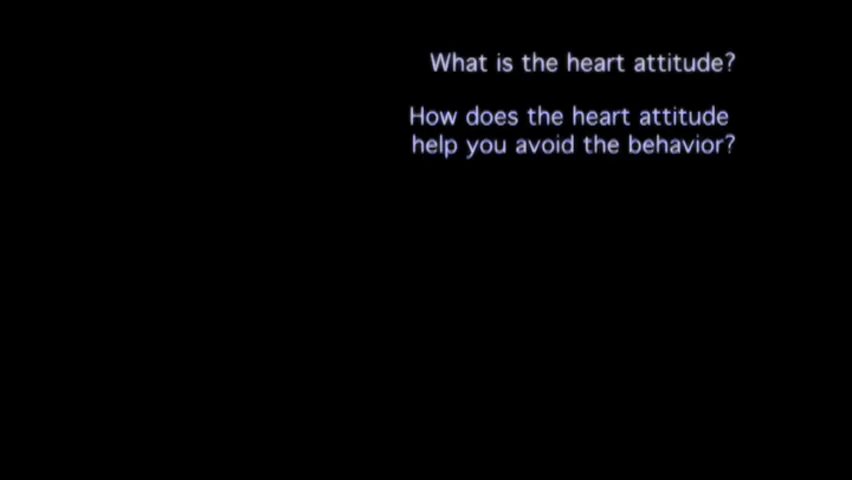 What is the heart attitude?
How does the heart attitude
help you avoid the behavior?